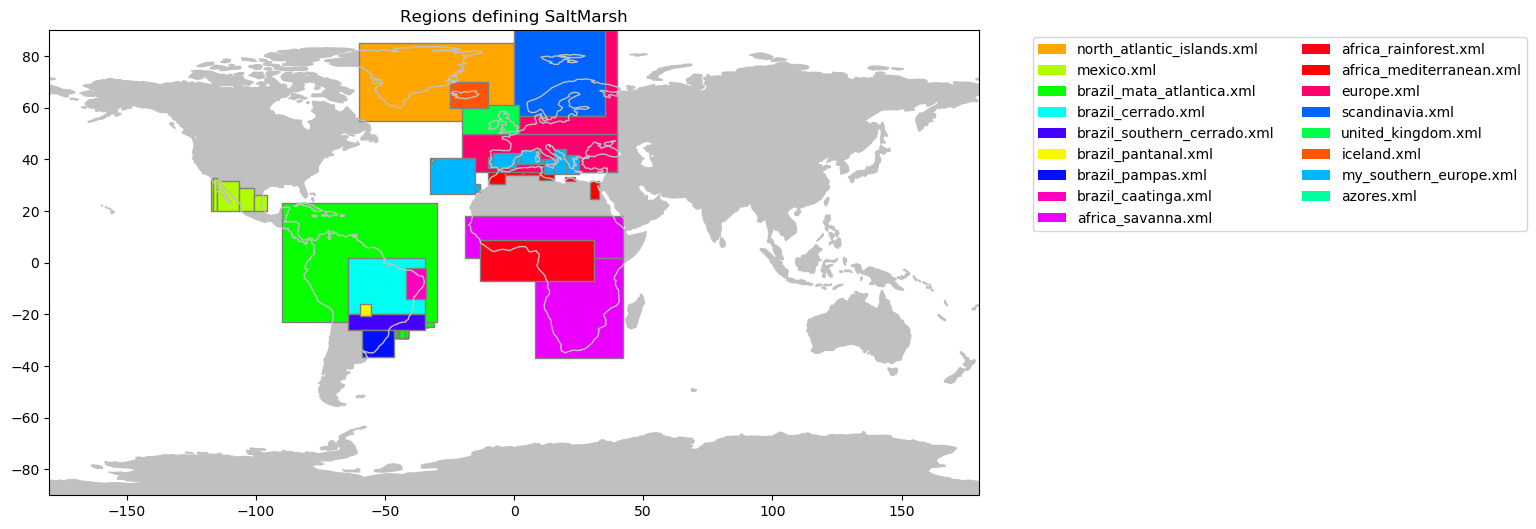 Regions defining SaltMarsh
80
60
40
20
0
−20
−40
−60
−80
−150
−100
−50
0
50
100
150
north_atlantic_islands.xml
mexico.xml
brazil_mata_atlantica.xml
brazil_cerrado.xml
brazil_southern_cerrado.xml
brazil_pantanal.xml
brazil_pampas.xml
brazil_caatinga.xml
africa_savanna.xml
africa_rainforest.xml
africa_mediterranean.xml
europe.xml
scandinavia.xml
united_kingdom.xml
iceland.xml
my_southern_europe.xml
azores.xml